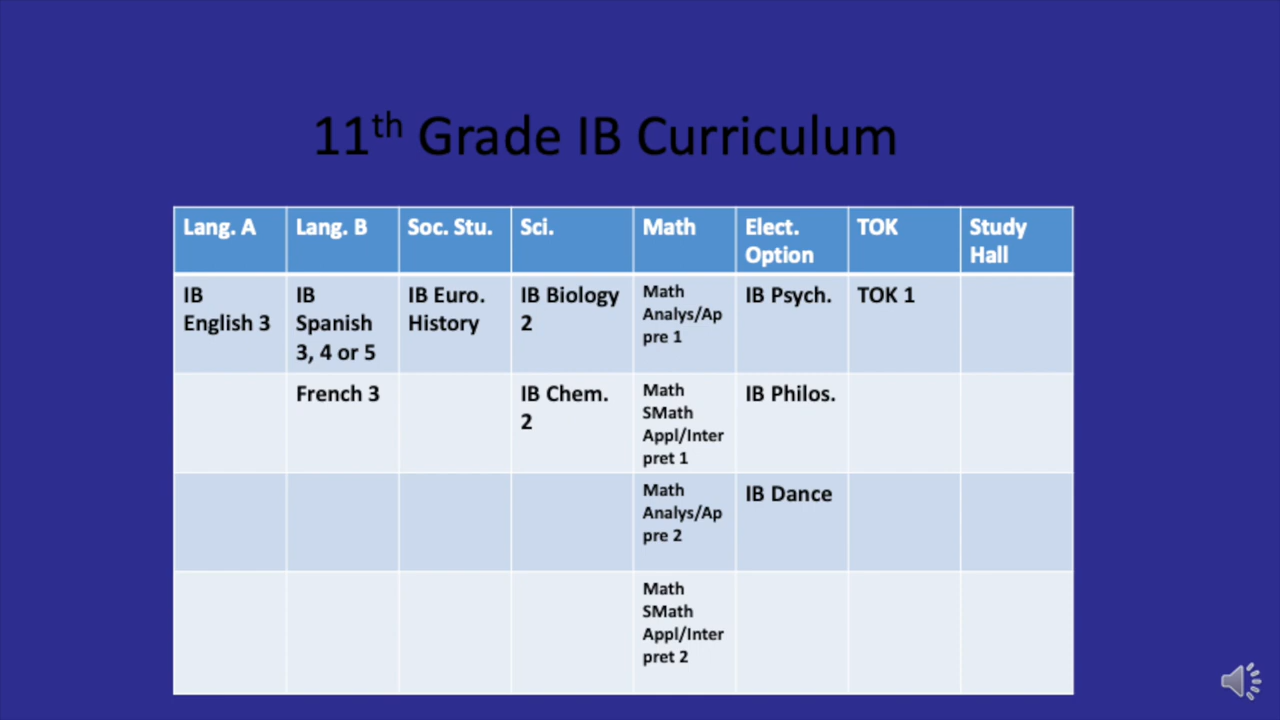 11th Grade IB Curriculum
Lang. A
Lang. B
Soc. Stu.
Sci.
Math
Elect.
Option
TOK
Study
Hall
IB
English 3
IB
Spanish
3, 4 or 5
IB Euro.
History
IB Biology
2
Math
Analys/Ap
pre 1
IB Psych.
TOK 1
French 3
IB Chem.
2
Math
SMath
Appl/Inter
pret 1
IB Philos.
Math
Analys/Ap
pre 2
IB Dance
Math
SMath
Appl/Inter
pret 2